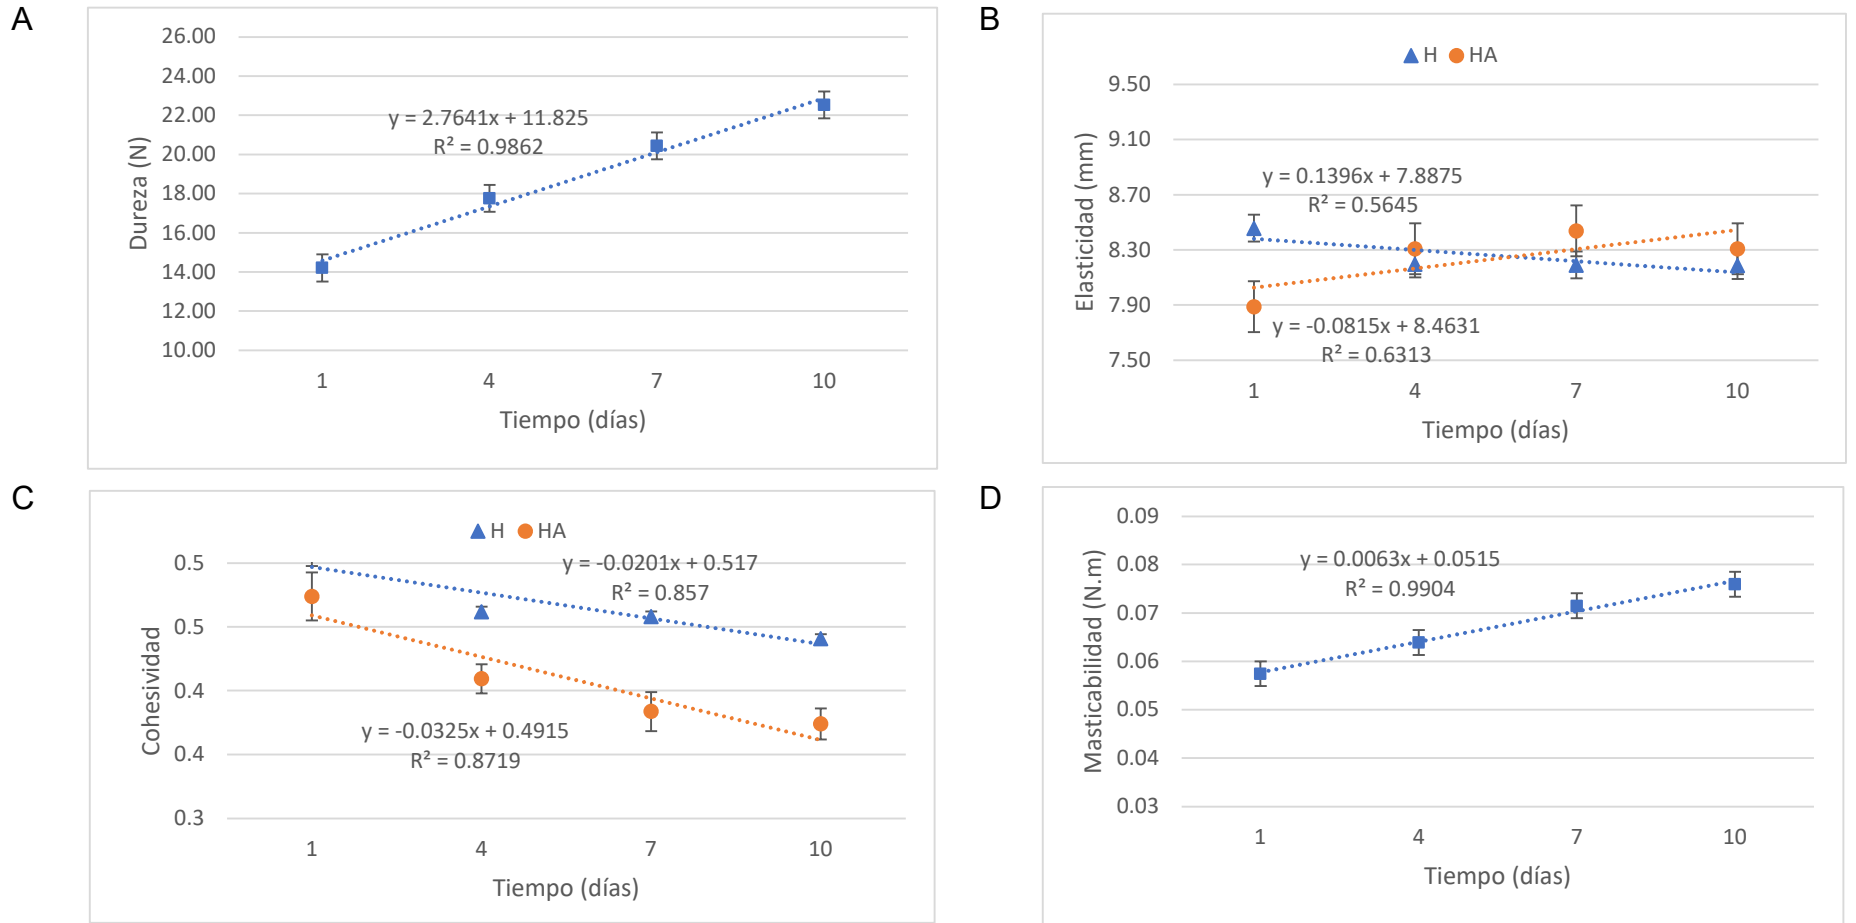 A
26.00
24.00
22.00
20.00
18.00
16.00
14.00
12.00
10.00
Dureza (N)
y = 2.7641x + 11.825
R² = 0.9862
1 4 7 10
Tiempo (días)
B
H HA
9.50
9.10
8.70
8.30
7.90
7.50
Elasticidad (mm)
y = 0.1396x + 7.8875
R² = 0.5645
y = -0.0815x + 8.4631
R² = 0.6313
1 4 7 10
Tiempo (días)
C
H HA
0.5
0.5
0.4
0.4
0.3
Cohesividad
y = -0.0201x + 0.517
R² = 0.857
y = -0.0325x + 0.4915
R² = 0.8719
1 4 7 10
Tiempo (días)
D
0.09
0.08
0.07
0.06
0.05
0.04
0.03
Masticabilidad (N.m)
y = 0.0063x + 0.0515
R² = 0.9904
1 4 7 10
Tiempo (días)